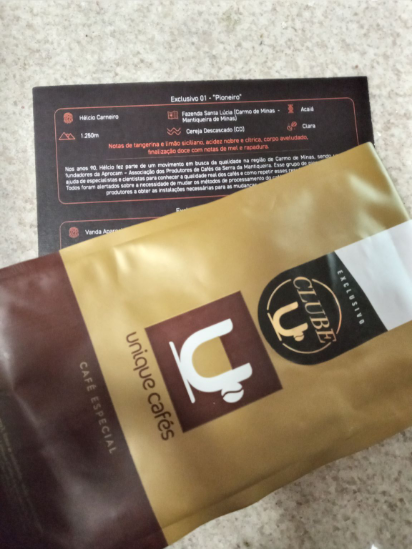 Exclusivo 01 - "Pioneiro"
Hélcio Carneiro
Fazenda Santa Lúcia (Carmo de Minas -
Mantiqueira de Minas)
Acaiá
1.250m
Cereja Descascado (CD)
Clara
Notas de tangerina e limão siciliano, acidez nobre e cítrica, corpo aveludado,
finalização doce com notas de mel e rapadura.
Nos anos 90, Hélcio fez parte de um movimento em busca da qualidade na região de Carmo de Minas, sendo
fundadores da Aprocam - Associação dos Produtores de Cafés da Serra da Mantiqueira. Esse grupo de
ajuda de especialistas e cientistas para conhecer a qualidade real dos cafés e como repetir esses
Todos foram alertados sobre a necessidade de mudar os métodos de processamento do
produtores a obter as instalações necessárias para as mudanças
Vanda
EXCLUSIVO
CLUBE
unique cafés
CAFÉ ESPECIAL